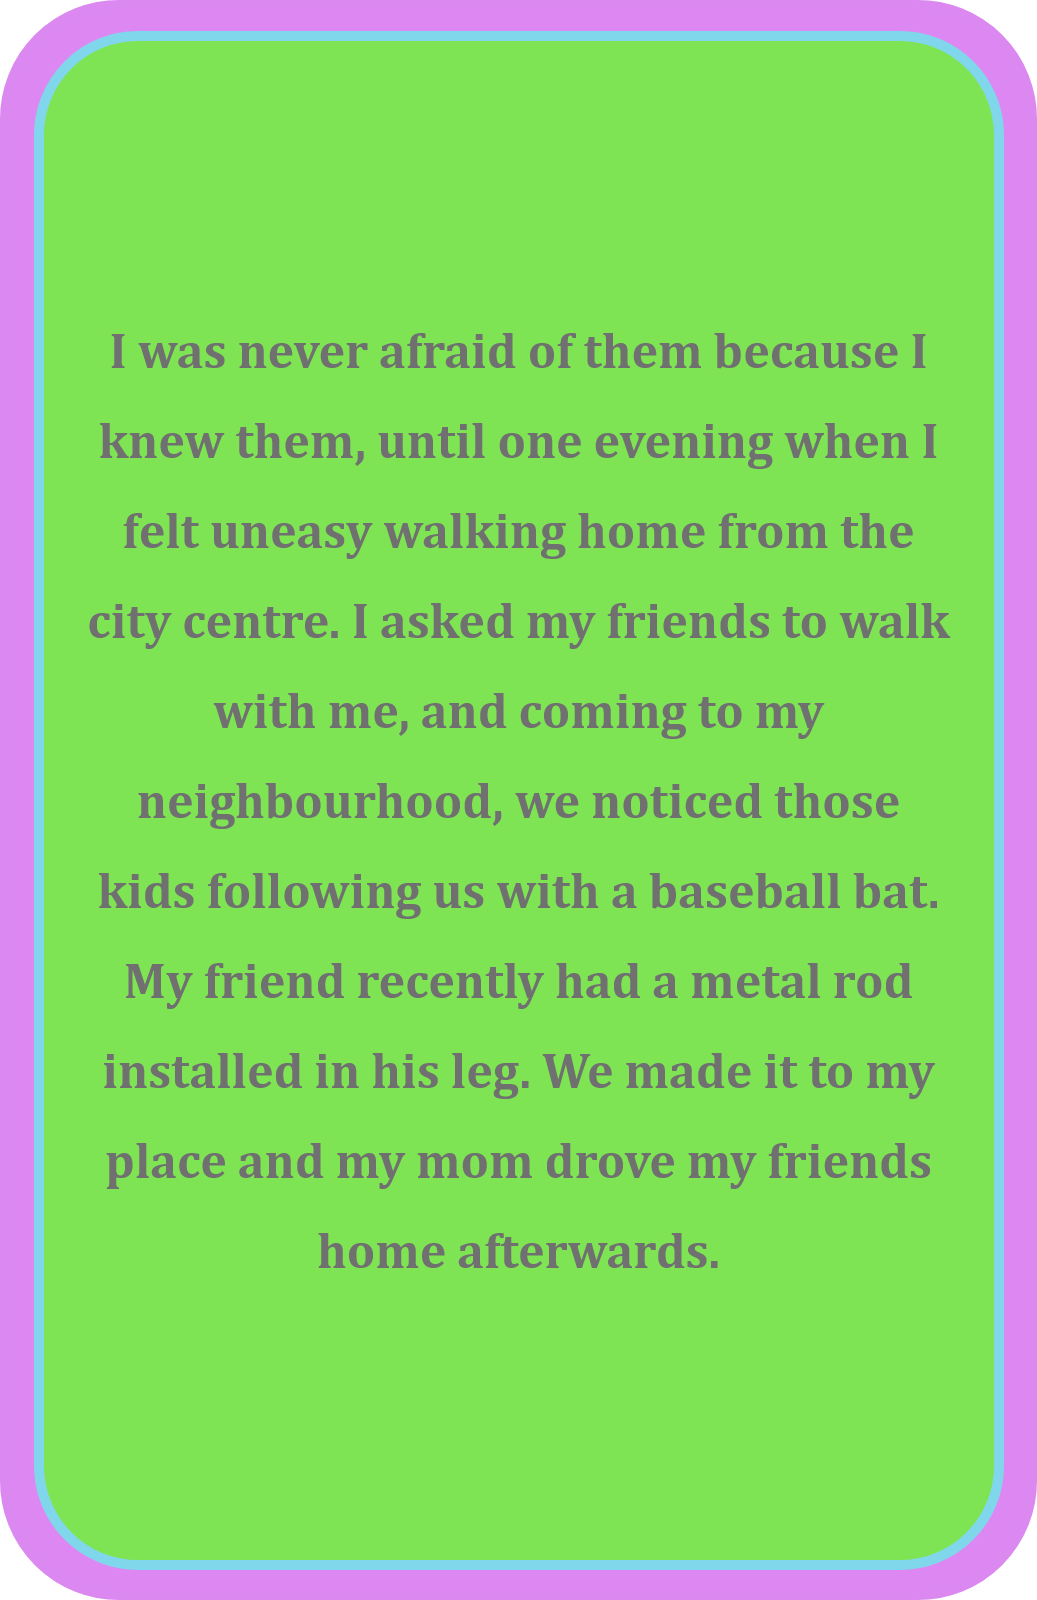 I was never afraid of them because I
knew them, until one evening when I
felt uneasy walking home from the
city centre. I asked my friends to walk
with me, and coming to my
neighbourhood, we noticed those
kids following us with a baseball bat.
My friend recently had a metal rod
installed in his leg. We made it to my
place and my mom drove my friends
home afterwards.